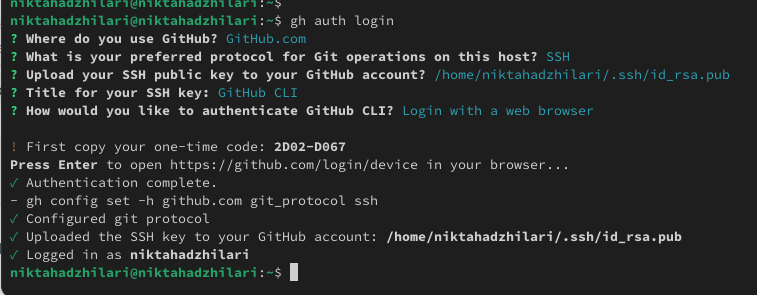 niktahadzhilari@niktahadzhilari:~$
niktahadzhilari@niktahadzhilari:~$ gh auth login
? Where do you use GitHub? GitHub.com
? What is your preferred protocol for Git operations on this host? SSH
? Upload your SSH public key to your GitHub account? /home/niktahadzhilari/.ssh/id_rsa.pub
? Title for your SSH key: GitHub CLI
? How would you like to authenticate GitHub CLI? Login with a web browser
! First copy your one-time code: 2D02-D067
Press Enter to open https://github.com/login/device in your browser...
✓ Authentication complete.
- gh config set -h github.com git_protocol ssh
✓ Configured git protocol
✓ Uploaded the SSH key to your GitHub account: /home/niktahadzhilari/.ssh/id_rsa.pub
✓ Logged in as niktahadzhilari
niktahadzhilari@niktahadzhilari:~$